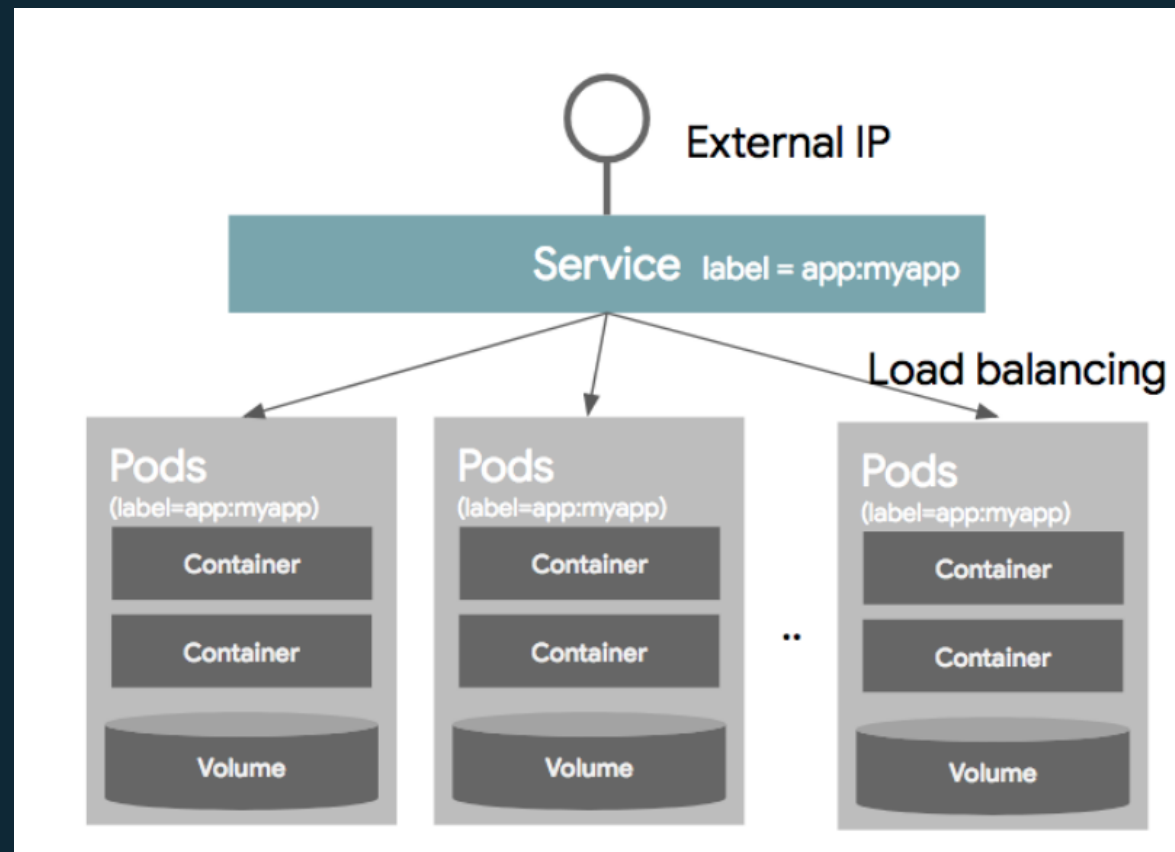 External IP
Service label = app:myapp
Load balancing
Pods
(label=app:myapp)
Container
Container
Volume
Pods
(label=app:myapp)
Container
Container
Volume
..
Pods
(label=app:myapp)
Container
Container
Volume